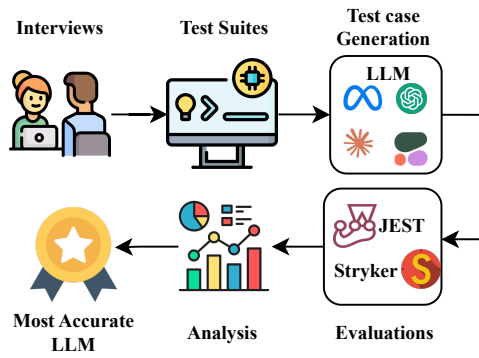 Interviews
Test Suites
Test case
Generation
LLM
JEST
Stryker
Most Accurate
LLM
Analysis
Evaluations